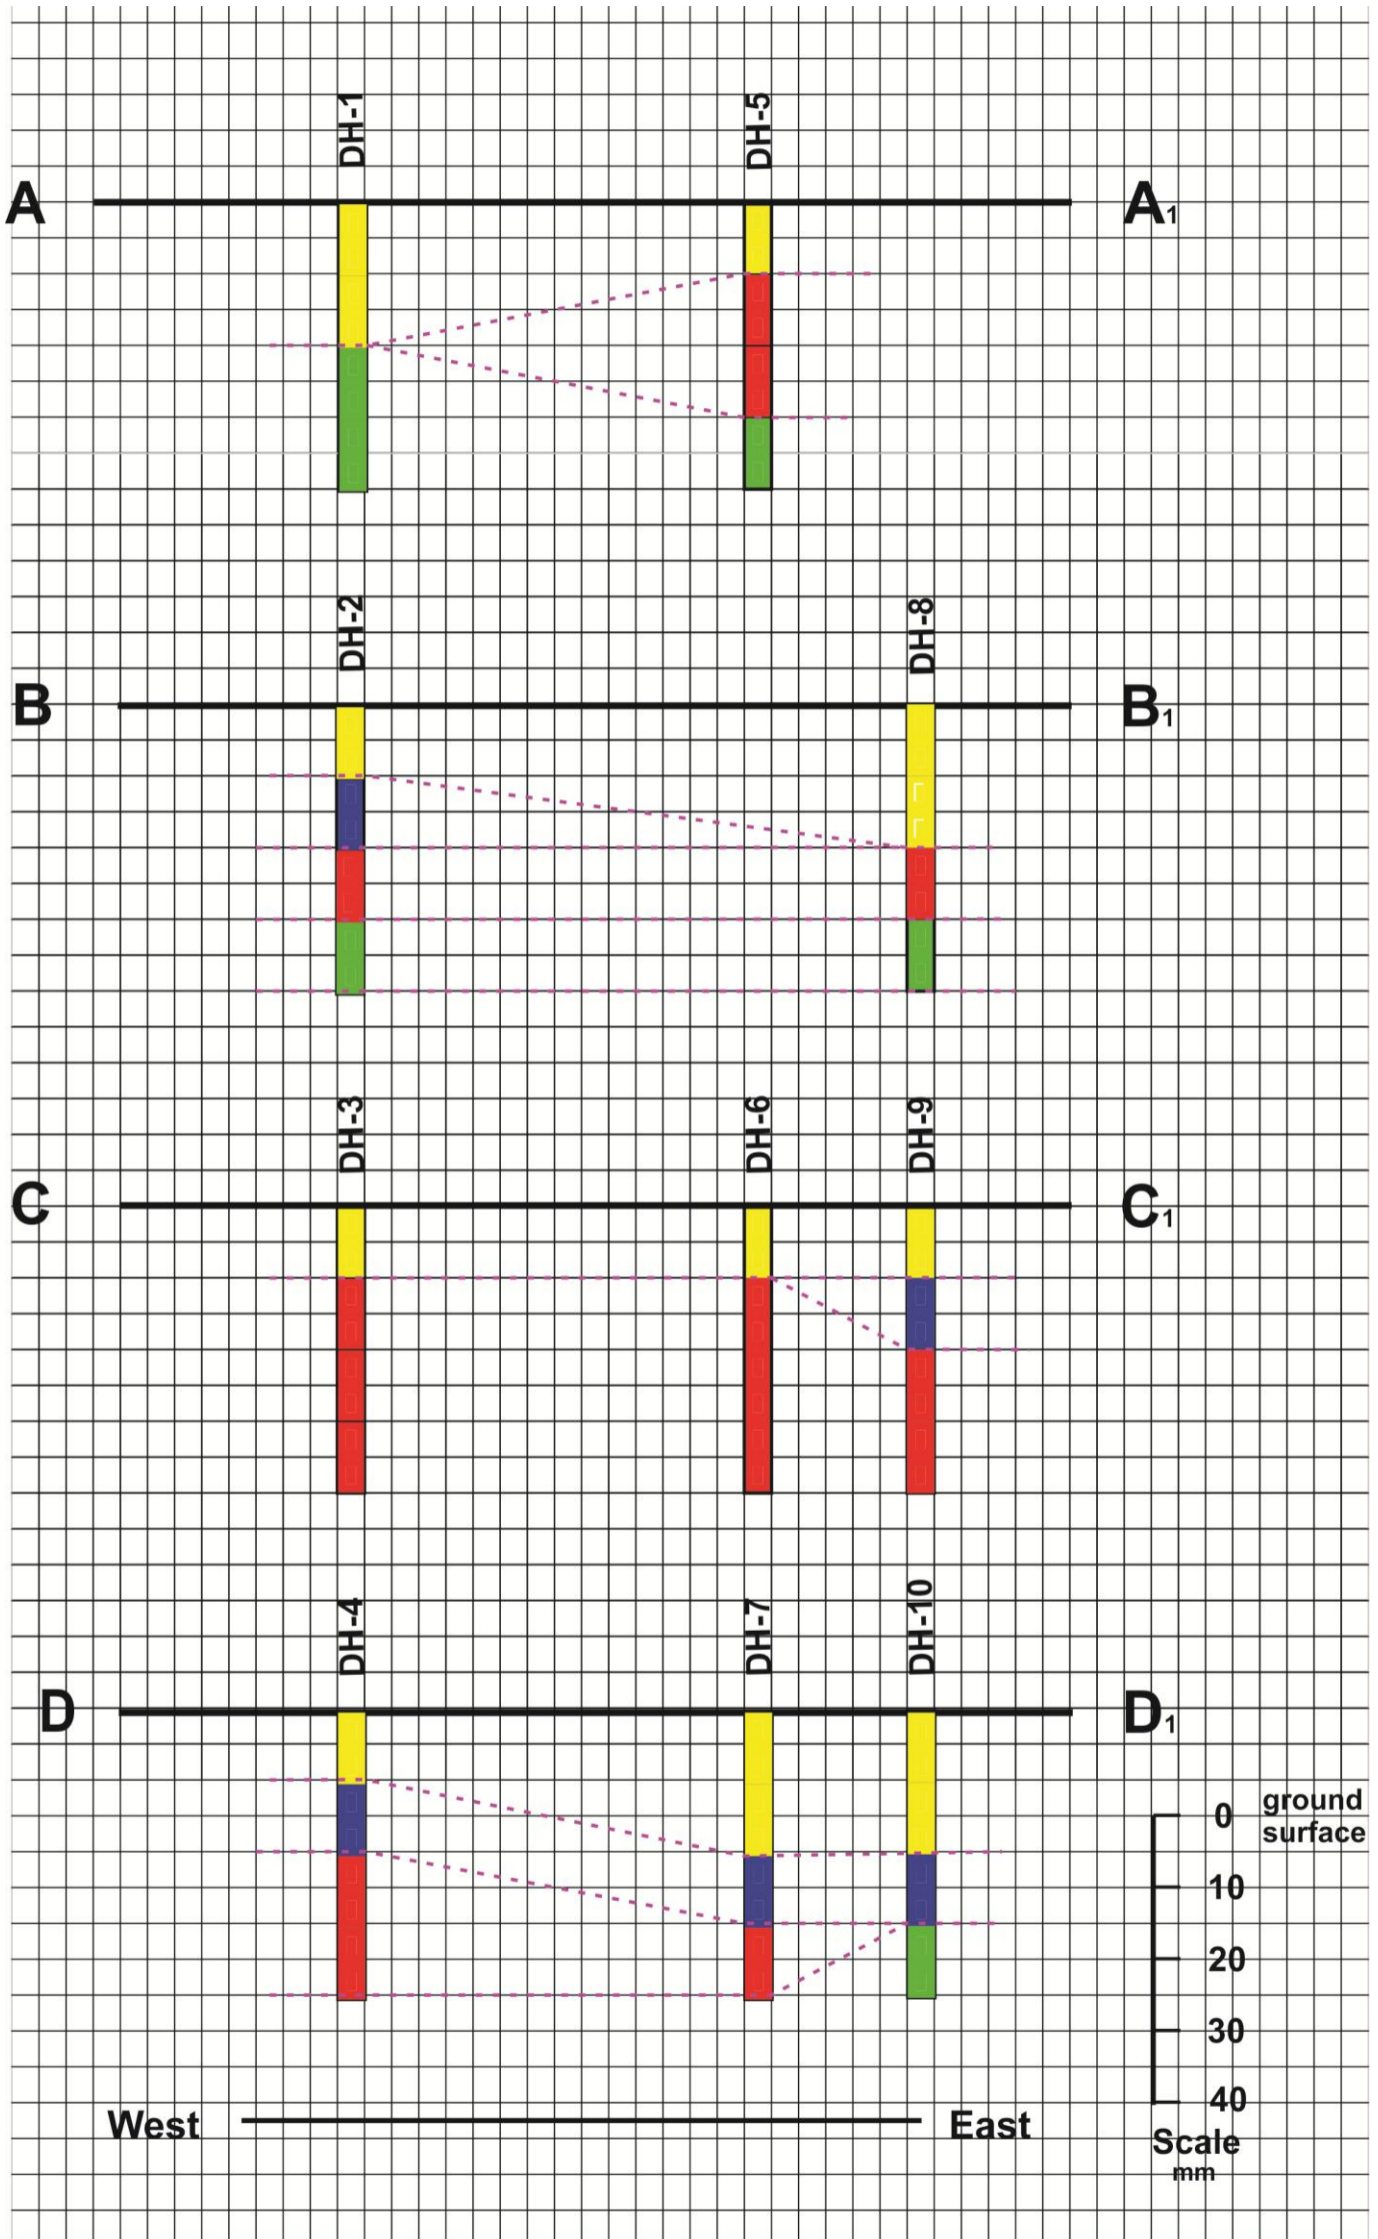 DH-1
DH-5
A
A1
DH-2
DH-8
B
B1
DH-3
DH-6
DH-9
C
C1
DH-4
DH-7
DH-10
D
D1
0
ground
surface
10
20
30
40
West
East
Scale
mm